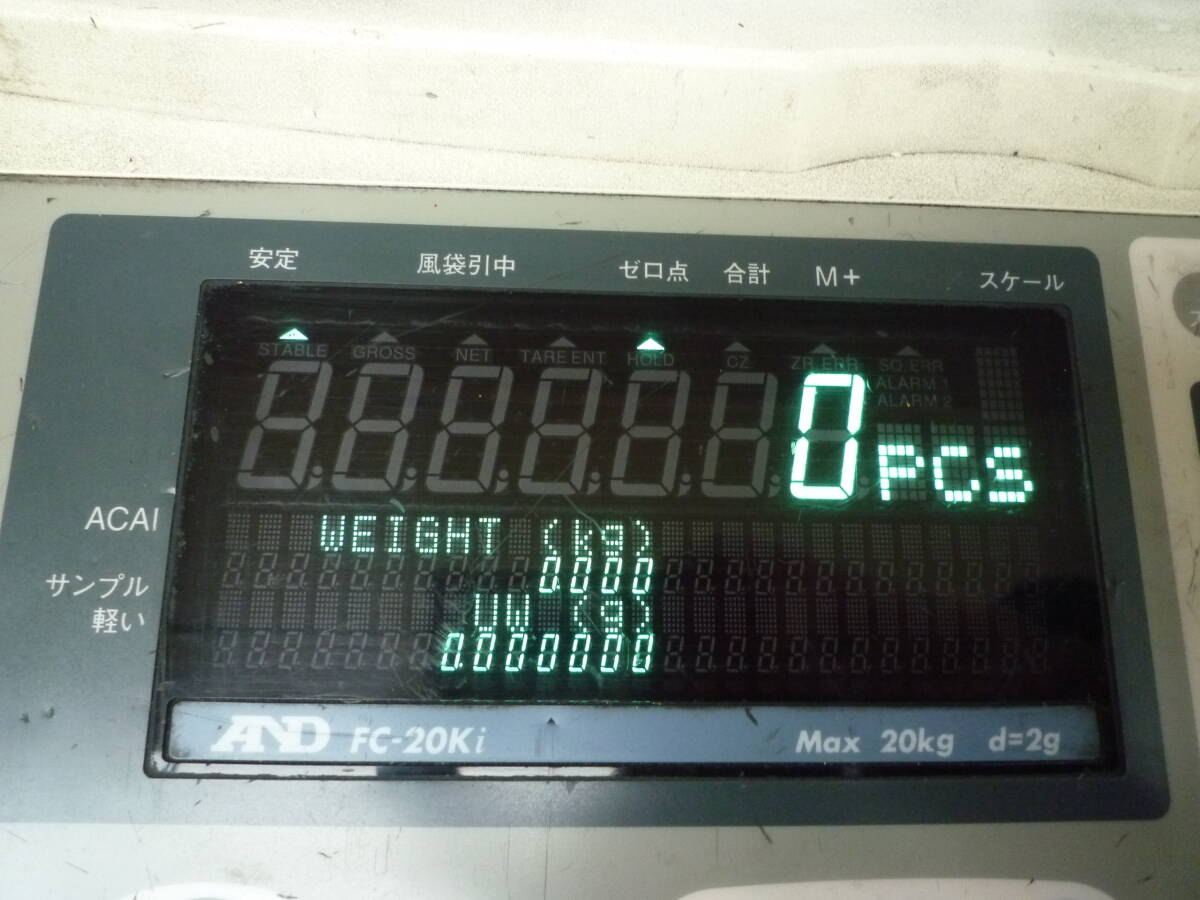 安定 風袋引中 ゼロ点 合計 M+ スケール
STABLE GROSS NET TARE ENT HOLD CZ ZR. ERR SQ. ERR
ALARM 1
ALARM 2
0 PCS
ACAI
WEIGHT (kg)
サンプル
0.000
軽い
UW (g)
0.000000
AND FC-20Ki Max 20kg d=2g